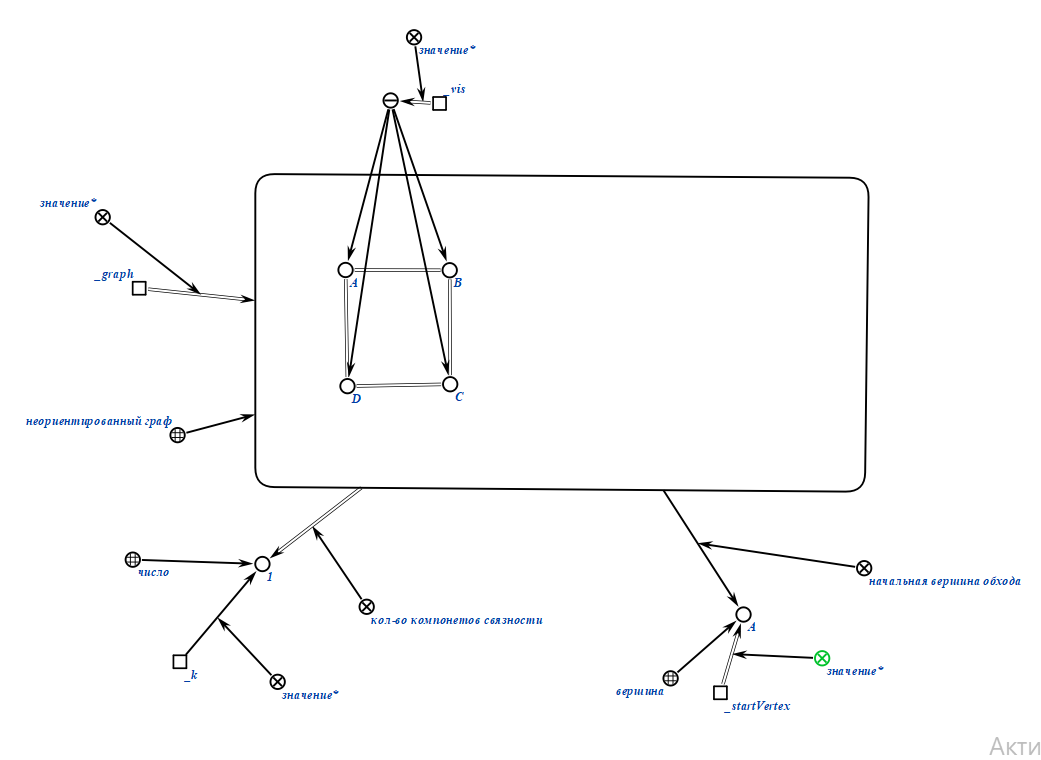 значение*
_vis
значение*
_graph
A
B
D
C
неориентированный граф
число
1
начальная вершина обхода
кол-во компонетов связности
A
_k
значение*
значение*
вершина
_startVertex
Акти